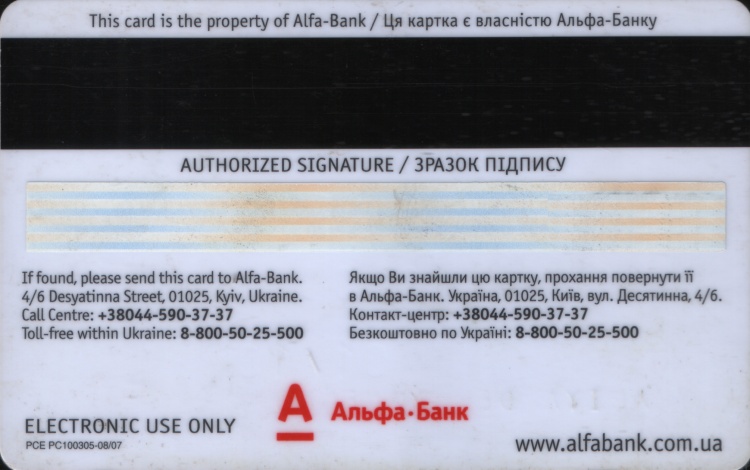 This card is the property of Alfa-Bank / Ця картка є власністю Альфа-Банку
AUTHORIZED SIGNATURE / ЗРАЗОК ПІДПИСУ
If found, please send this card to Alfa-Bank.
4/6 Desyatinna Street, 01025, Kyiv, Ukraine.
Call Centre: +38044-590-37-37
Toll-free within Ukraine: 8-800-50-25-500
Якщо Ви знайшли цю картку, прохання повернути її
в Альфа-Банк. Україна, 01025, Київ, вул. Десятинна, 4/6.
Контакт-центр: +38044-590-37-37
Безкоштовно по Україні: 8-800-50-25-500
А
Альфа·Банк
ELECTRONIC USE ONLY
PCE PC100305-08/07
www.alfabank.com.ua